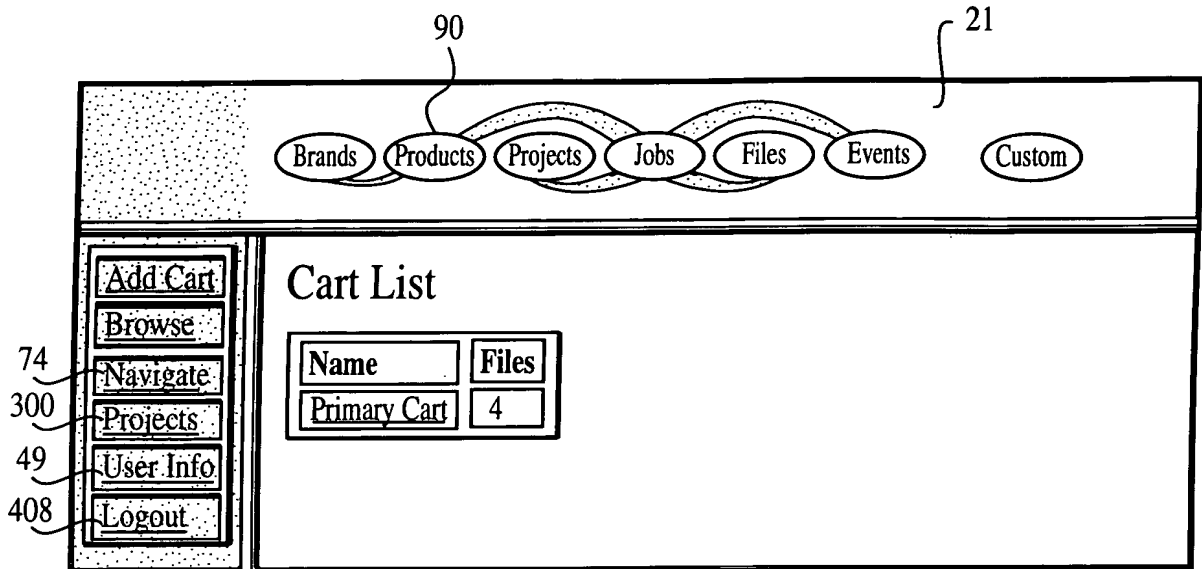 90
21
Brands Products Projects Jobs Files Events Custom
Add Cart
Browse
74 Navigate
300 Projects
49 User Info
408 Logout
Cart List
Name Files
Primary Cart 4